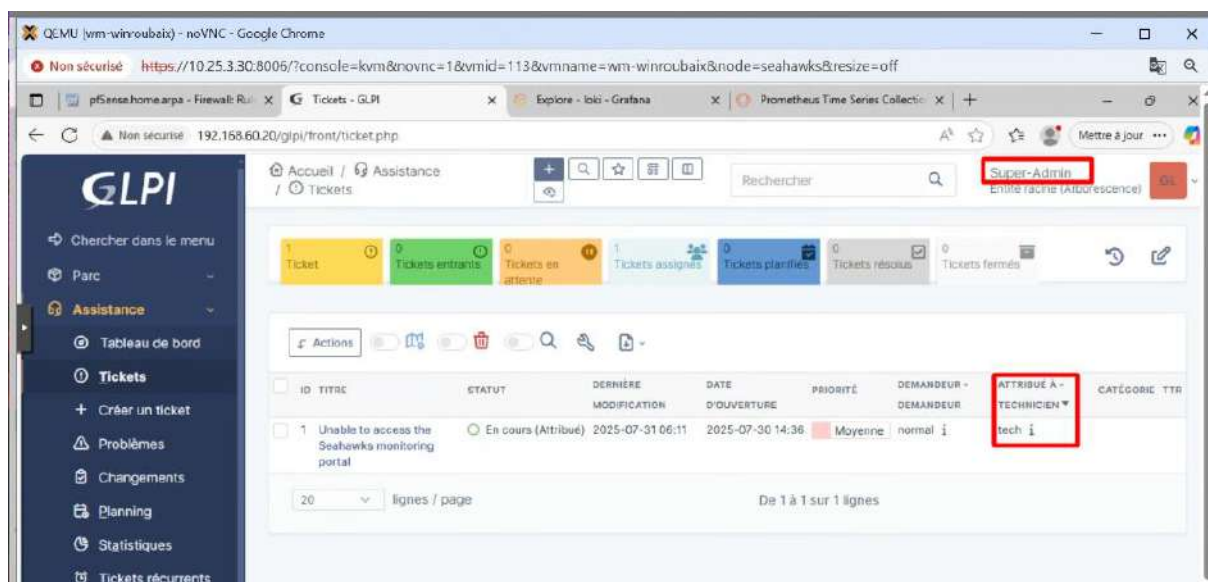 QEMU (wm-winroubaix) - noVNC - Google Chrome
Non sécurisé https://10.25.3.30:8006/?console=kvm&novnc=1&vmid=113&vmname=wm-winroubaix&node=seahawks&resize=off
pfSense.home.arpa - Firewall: Ru
Tickets - GLPI
Explore - loki - Grafana
Prometheus Time Series Collectio
Non sécurisé 192.168.60.20/glpi/front/ticket.php
Mettre à jour
GLPI
Accueil / Assistance
/ Tickets
Rechercher
Super-Admin
Entité racine (Arborescence)
GL
Chercher dans le menu
Parc
Assistance
Tableau de bord
Tickets
Créer un ticket
Problèmes
Changements
Planning
Statistiques
Tickets récurrents
1 Ticket
0 Tickets entrants
0 Tickets en attente
1 Tickets assignés
0 Tickets planifiés
0 Tickets résolus
0 Tickets fermés
Actions
ID TITRE STATUT DERNIÈRE MODIFICATION DATE D'OUVERTURE PRIORITÉ DEMANDEUR - DEMANDEUR ATTRIBUÉ À - TECHNICIEN CATÉGORIE TTR
1 Unable to access the Seahawks monitoring portal En cours (Attribué) 2025-07-31 06:11 2025-07-30 14:36 Moyenne normal i tech i
20 lignes / page De 1 à 1 sur 1 lignes